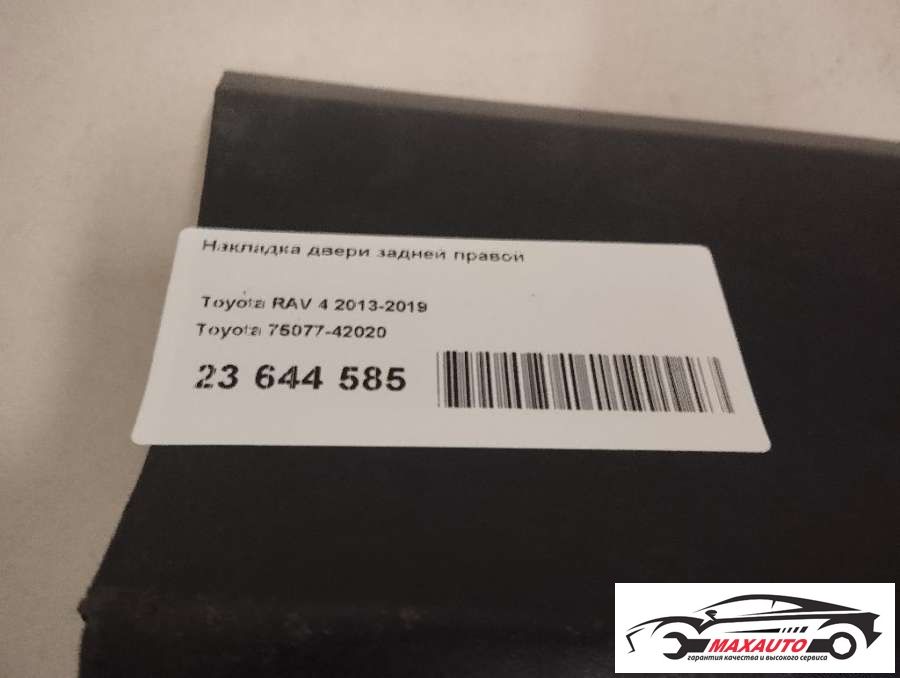 Накладка двери задней правой
Toyota RAV 4 2013-2019
Toyota 75077-42020
23 644 585
MAXAUTO
гарантия качества и высокого сервиса